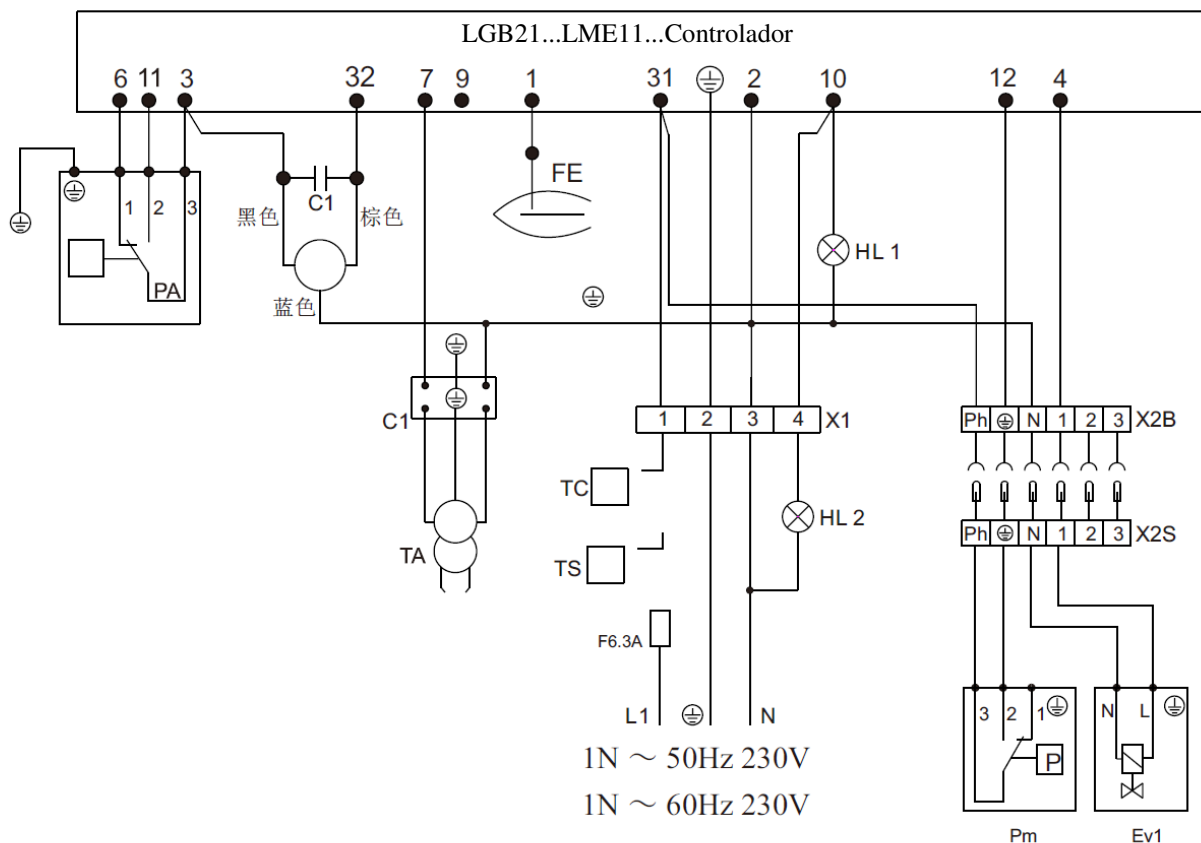 LGB21...LME11...Controlador
6 11 3 32 7 9 1 31 2 10 12 4
FE
1 2 3
C1
黑色 棕色
HL 1
PA
蓝色
C1
1 2 3 4 X1
Ph N 1 2 3 X2B
TC
HL 2
Ph N 1 2 3 X2S
TA
TS
F6.3A
L1 N
3 2 1
N L
P
1N ～ 50Hz 230V
1N ～ 60Hz 230V
Pm Ev1